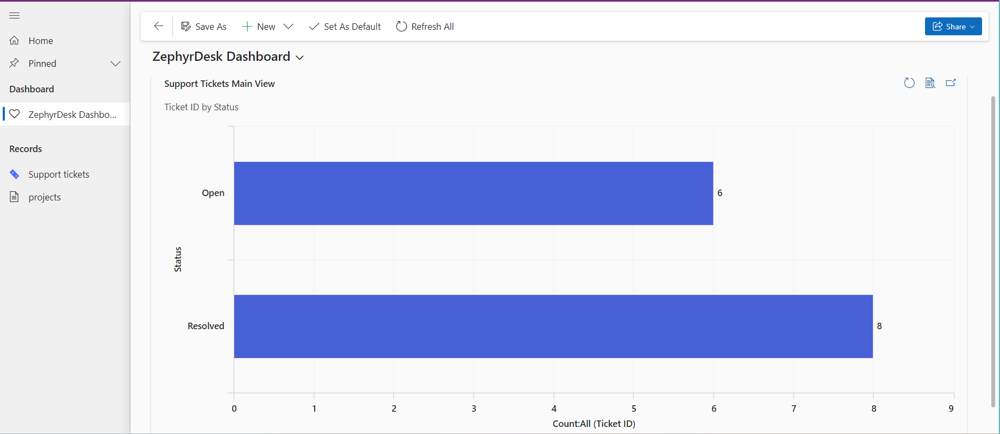 Home
Pinned
Dashboard
ZephyrDesk Dashbo...
Records
Support tickets
projects
Save As
New
Set As Default
Refresh All
Share
ZephyrDesk Dashboard
Support Tickets Main View
Ticket ID by Status
Status
Open
6
Resolved
8
0 1 2 3 4 5 6 7 8 9
Count:All (Ticket ID)